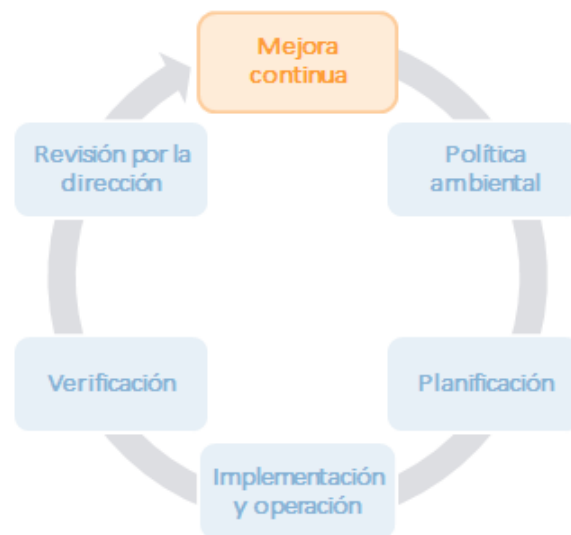 Mejora
continua
Política
ambiental
Planificación
Implementación
y operación
Verificación
Revisión por la
dirección